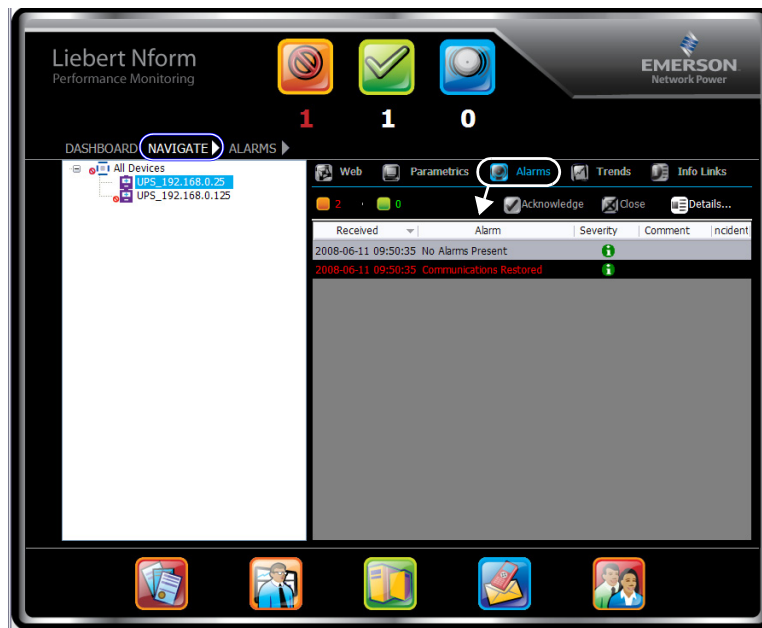 Liebert Nform
Performance Monitoring
EMERSON
Network Power
1 1 0
DASHBOARD NAVIGATE ALARMS
All Devices
UPS_192.168.0.25
UPS_192.168.0.125
Web Parametrics Alarms Trends Info Links
2 0 Acknowledge Close Details...
Received Alarm Severity Comment ncident
2008-06-11 09:50:35 No Alarms Present
2008-06-11 09:50:35 Communications Restored